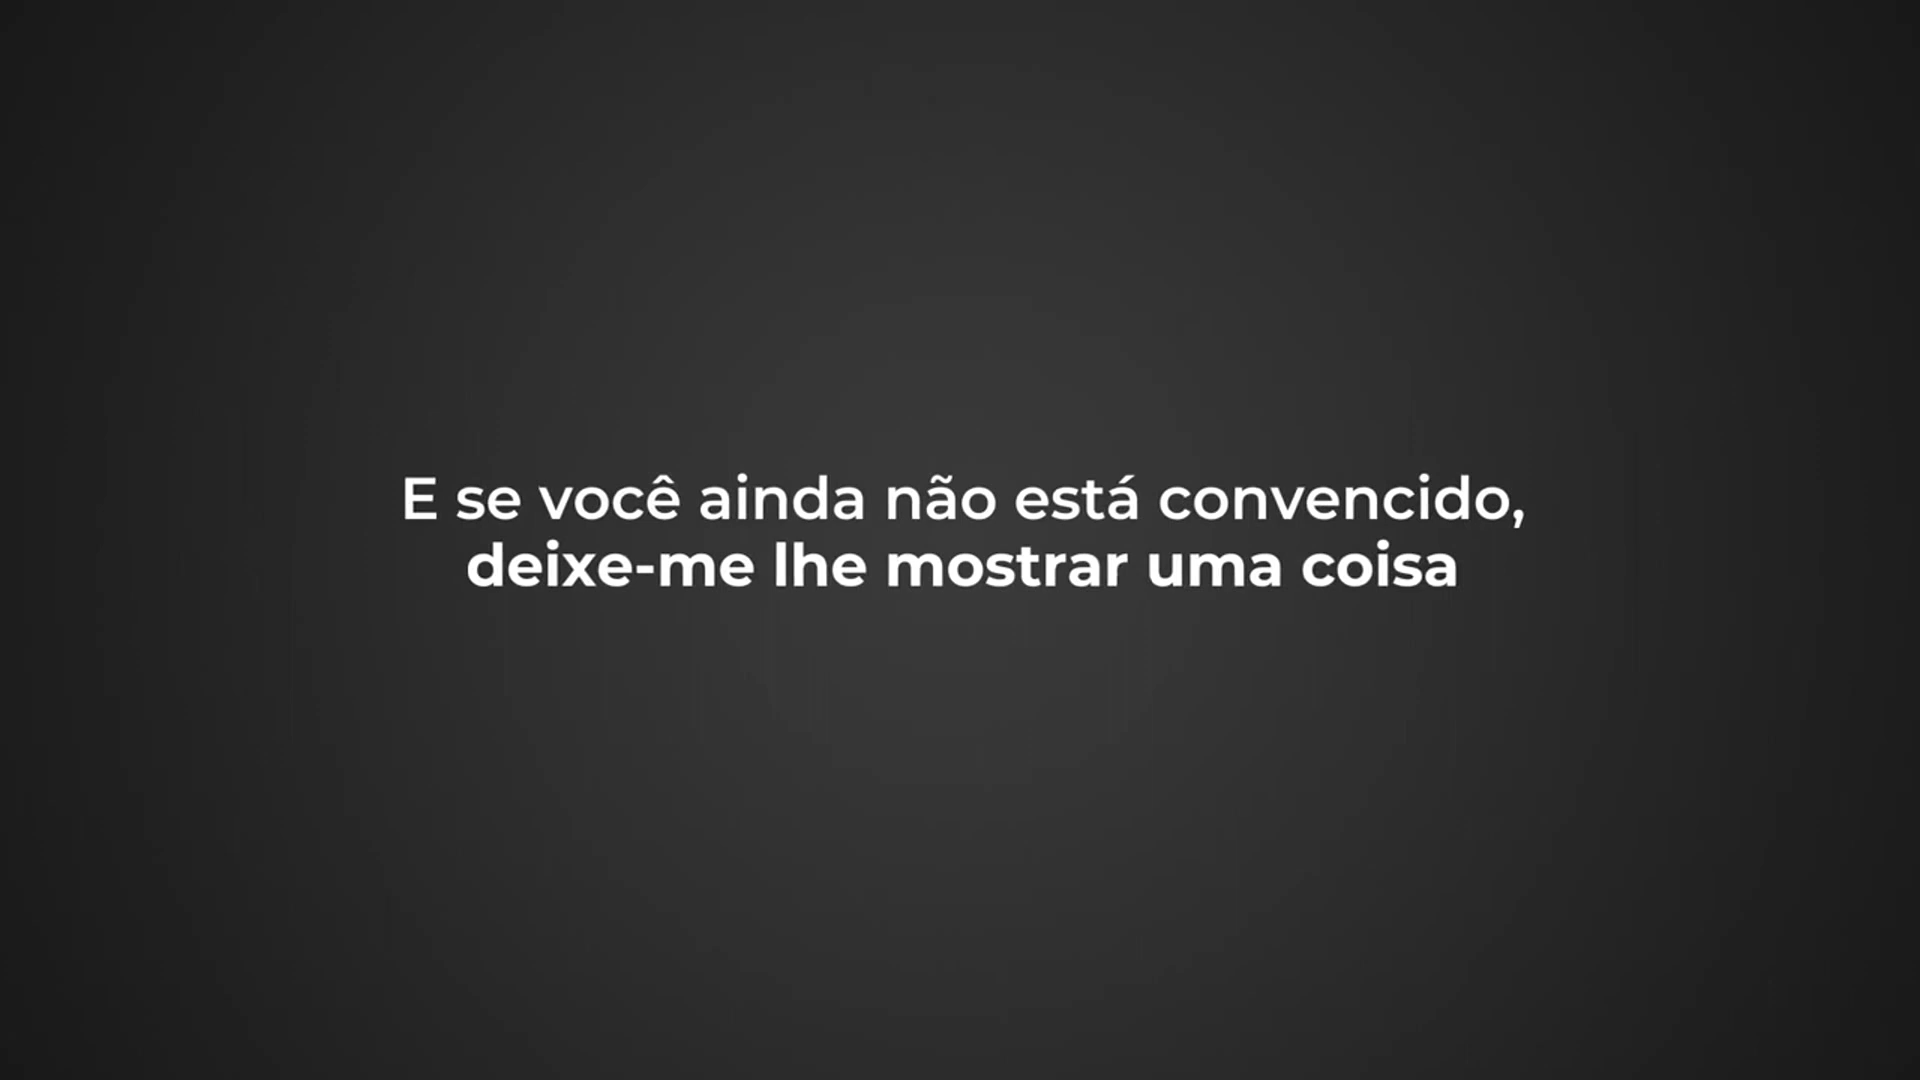 E se você ainda não está convencido,
deixe-me lhe mostrar uma coisa